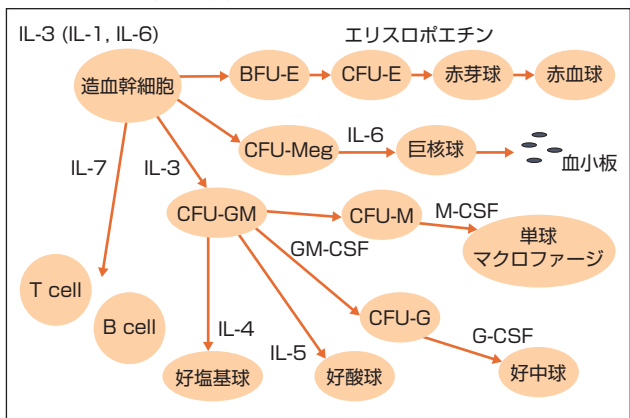 IL-3 (IL-1, IL-6)
エリスロポエチン
造血幹細胞
BFU-E
CFU-E
赤芽球
赤血球
CFU-Meg
IL-6
巨核球
血小板
IL-7
IL-3
CFU-GM
CFU-M
M-CSF
単球
マクロファージ
GM-CSF
T cell
B cell
CFU-G
IL-4
IL-5
G-CSF
好塩基球
好酸球
好中球